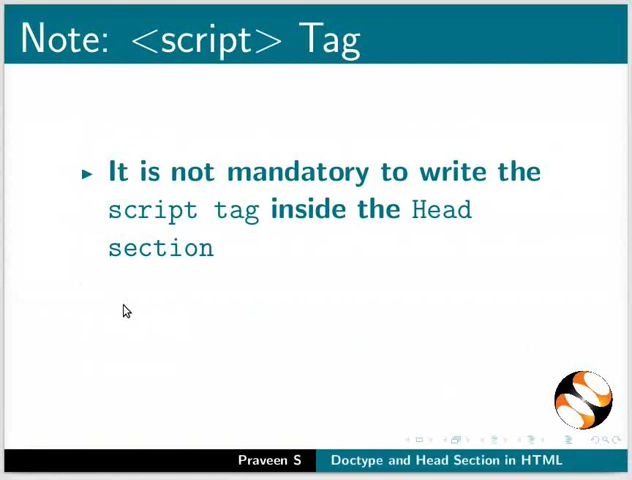 Note: <script> Tag
It is not mandatory to write the
script tag inside the Head
section
Praveen S
Doctype and Head Section in HTML